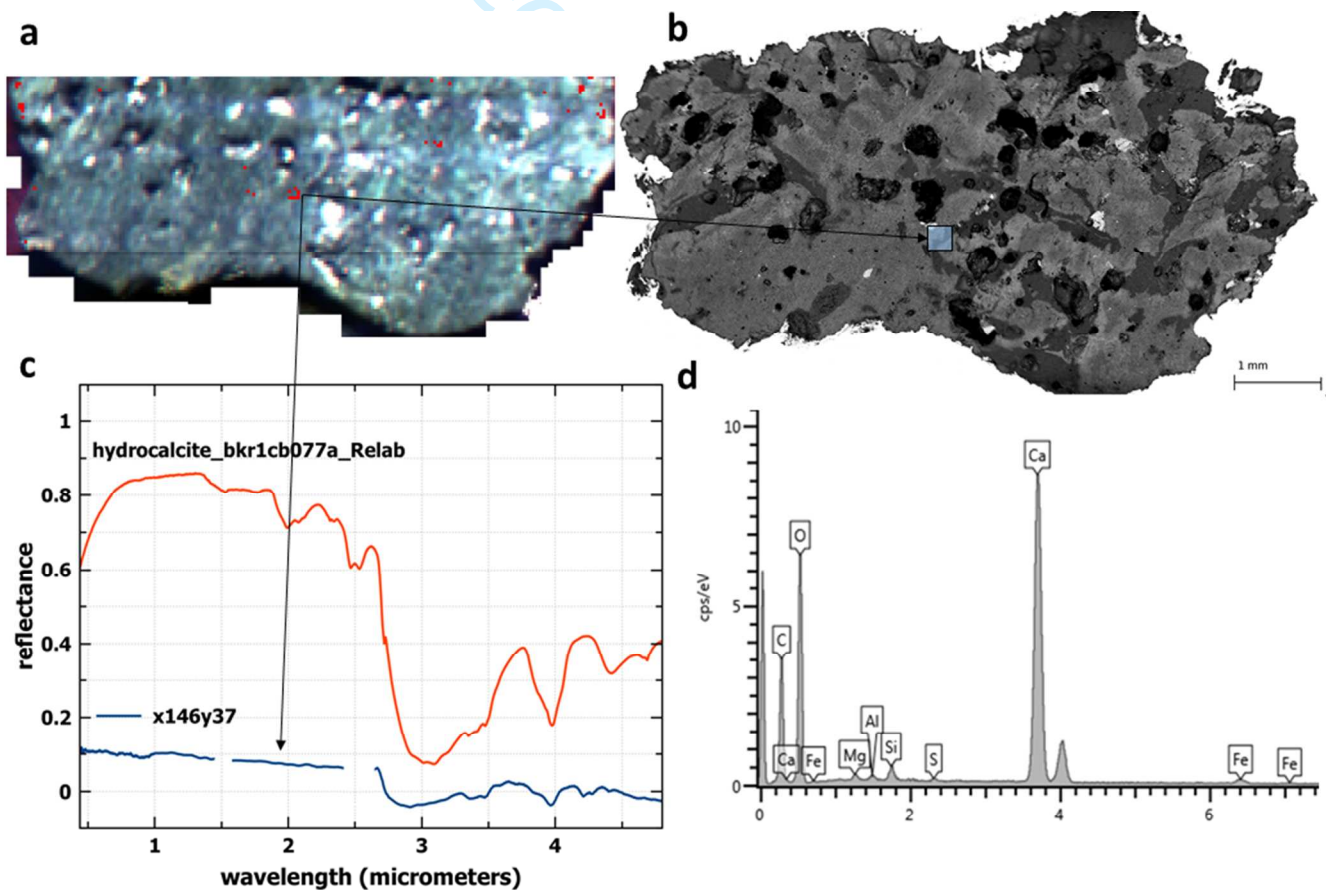 a
b
1 mm
c
hydrocalcite_bkr1cb077a_Relab
x146y37
reflectance
1
0.8
0.6
0.4
0.2
0
1
2
3
4
wavelength (micrometers)
d
cps/eV
10
5
0
0
2
4
6
C
O
Ca
Fe
Mg
Al
Si
S
Ca
Fe
Fe